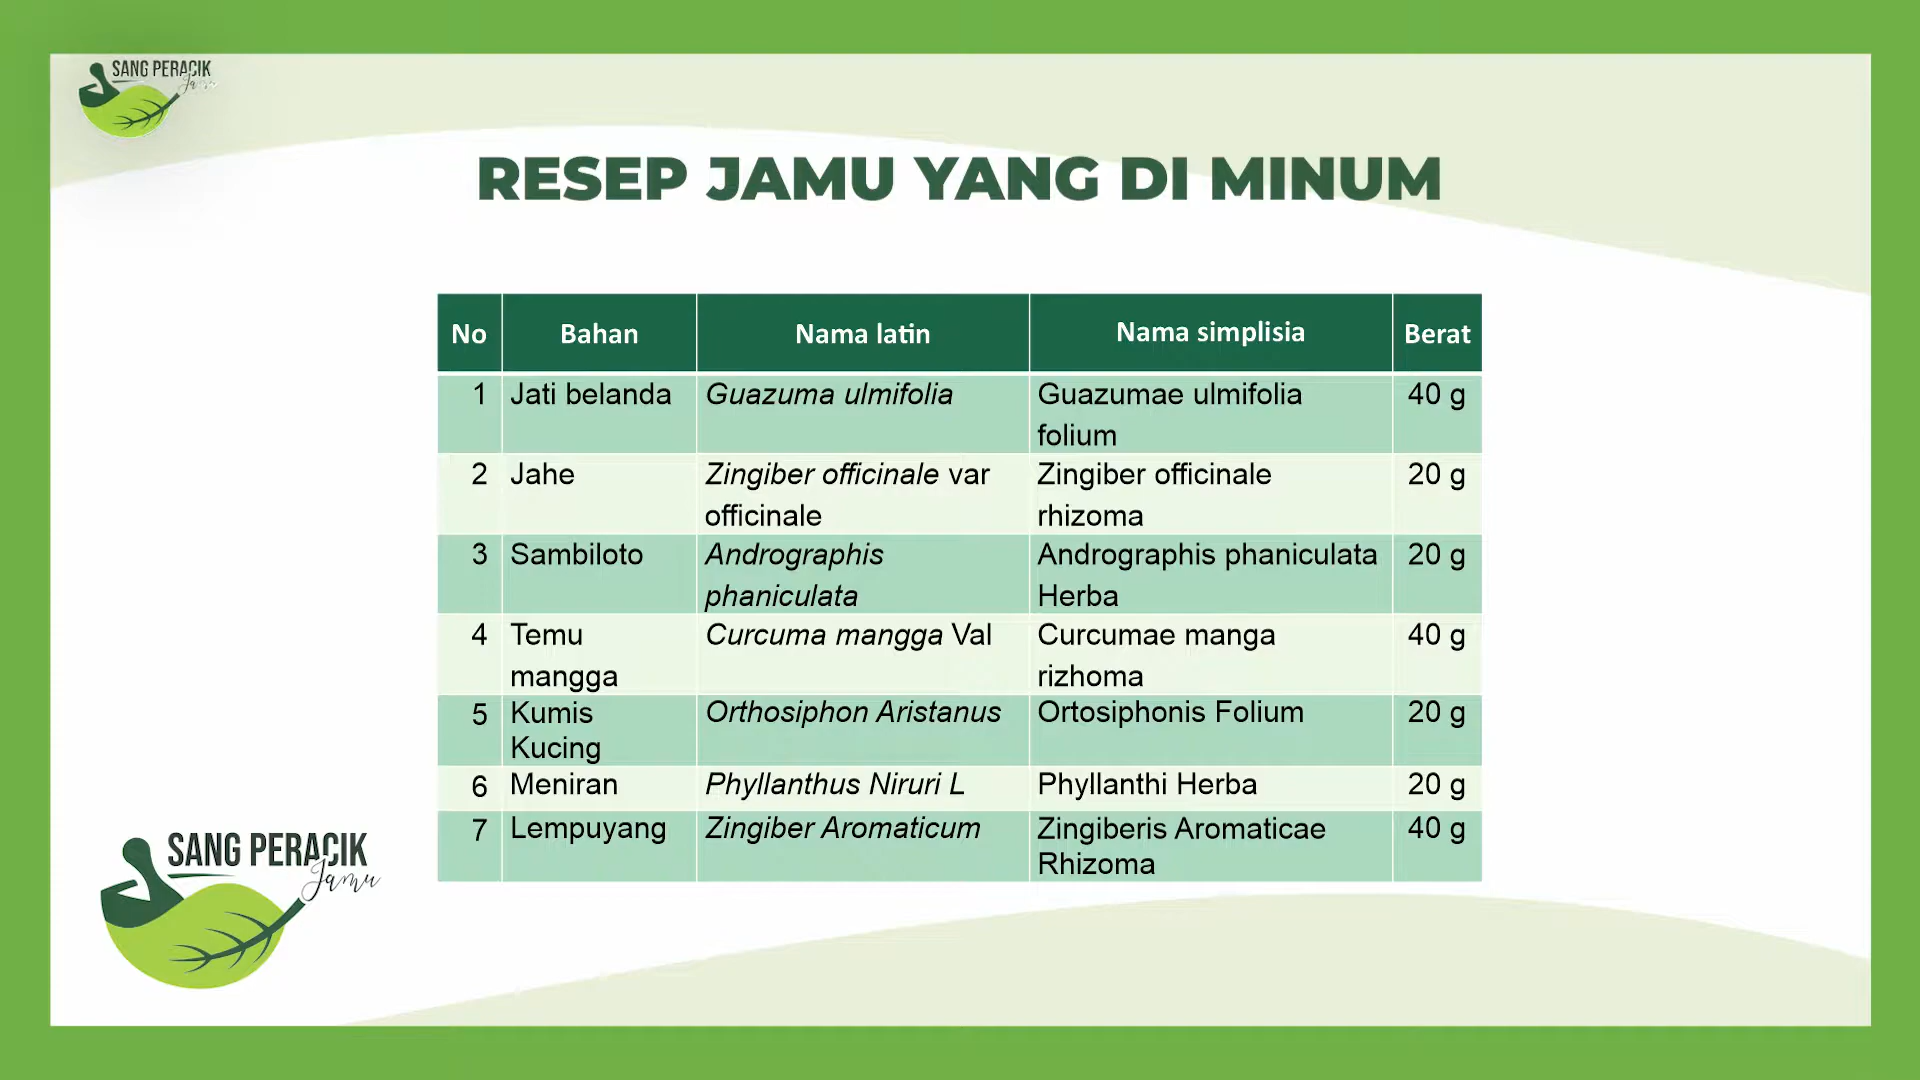 SANG PERACIK
Jamu
RESEP JAMU YANG DI MINUM
No Bahan Nama latin Nama simplisia Berat
1 Jati belanda Guazuma ulmifolia Guazumae ulmifolia 40 g
folium
2 Jahe Zingiber officinale var Zingiber officinale 20 g
officinale rhizoma
3 Sambiloto Andrographis Andrographis phaniculata 20 g
phaniculata Herba
4 Temu Curcuma mangga Val Curcumae manga 40 g
mangga rizhoma
5 Kumis Orthosiphon Aristanus Ortosiphonis Folium 20 g
Kucing
6 Meniran Phyllanthus Niruri L Phyllanthi Herba 20 g
7 Lempuyang Zingiber Aromaticum Zingiberis Aromaticae 40 g
Rhizoma
SANG PERACIK
Jamu